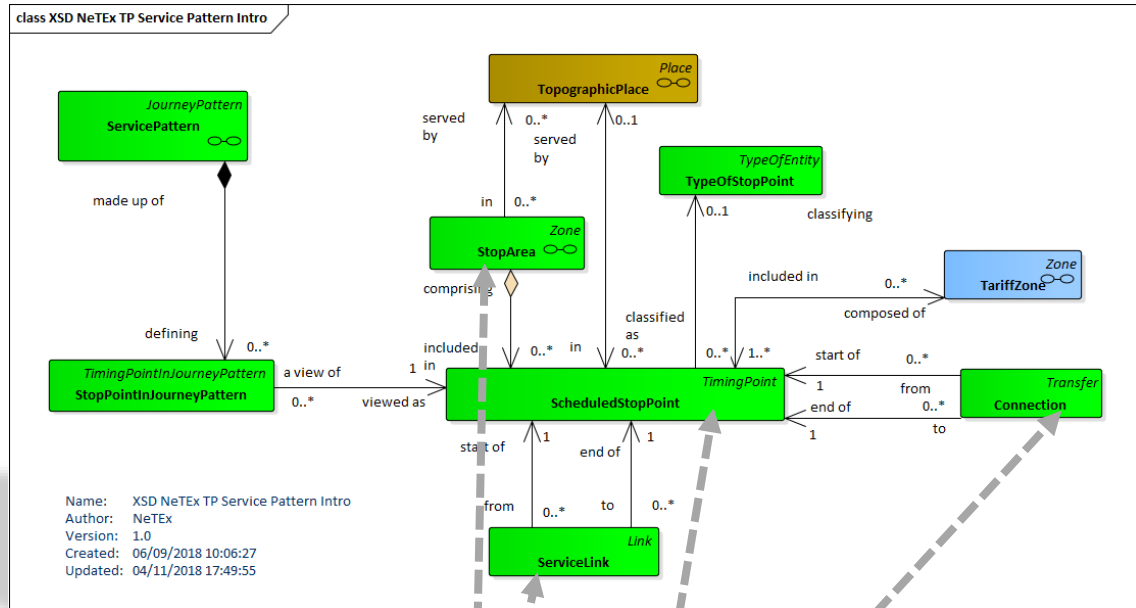 class XSD NeTEx TP Service Pattern Intro
Place
TopographicPlace
JourneyPattern
ServicePattern
served
by
0..*
served
by
0..1
TypeOfEntity
TypeOfStopPoint
made up of
in
0..*
0..1
classifying
Zone
StopArea
Zone
TariffZone
included in
0..*
comprising
composed of
defining
0..*
classified
as
included
in
0..*
in
0..*
0..*
1..*
start of
0..*
TimingPointInJourneyPattern
StopPointInJourneyPattern
a view of
1
0..*
viewed as
TimingPoint
ScheduledStopPoint
1
from
Transfer
Connection
end of
0..*
1
to
start of
1
end of
1
Name: XSD NeTEx TP Service Pattern Intro
Author: NeTEx
Version: 1.0
Created: 06/09/2018 10:06:27
Updated: 04/11/2018 17:49:55
from
0..*
to
0..*
Link
ServiceLink